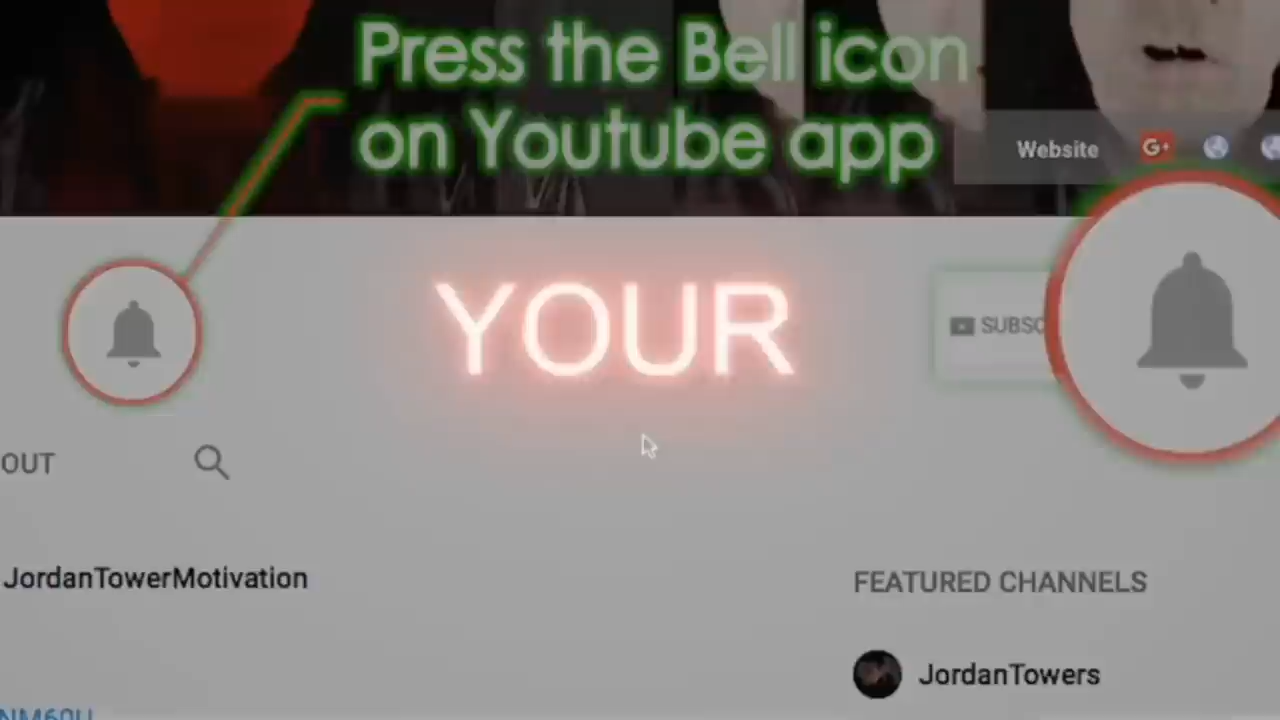 Press the Bell icon
on Youtube app
Website
G+
YOUR
SUBSC
OUT
JordanTowerMotivation
FEATURED CHANNELS
JordanTowers